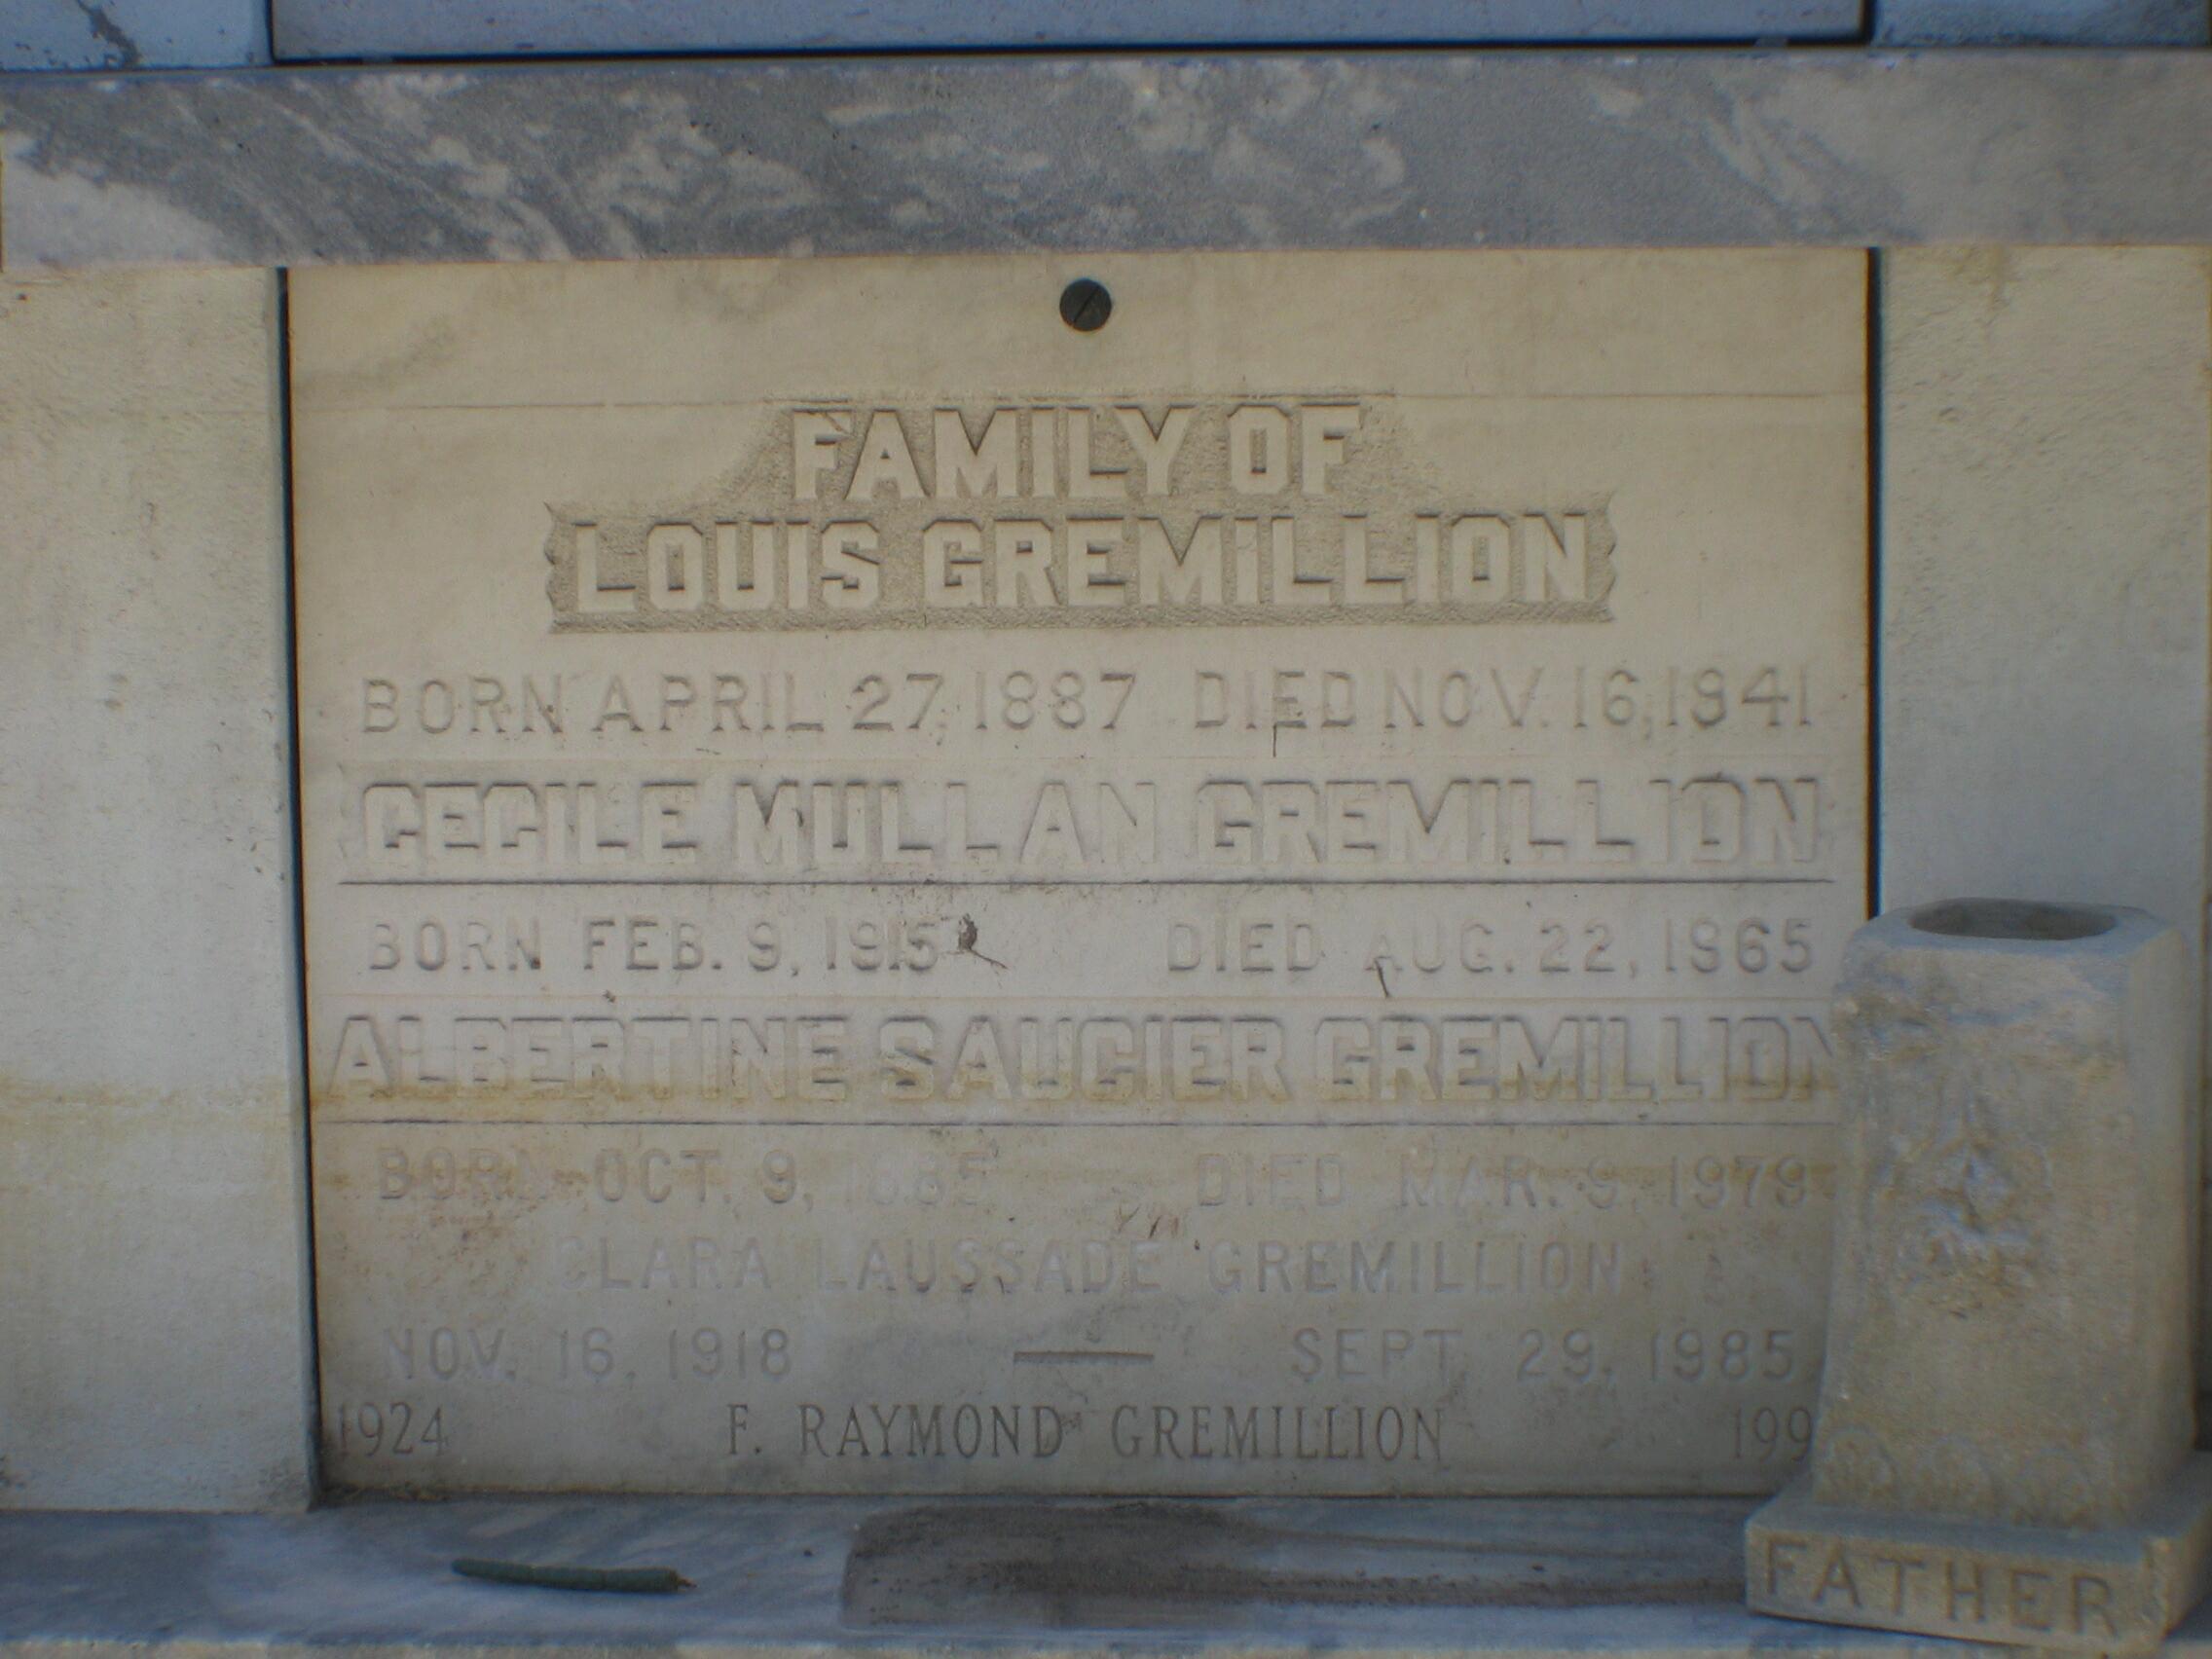 FAMILY OF
LOUIS GREMILLION
BORN APRIL 27, 1887 DIED NOV. 16, 1941
CECILE MULLAN GREMILLION
BORN FEB. 9, 1915 DIED AUG. 22, 1965
ALBERTINE SAUCIER GREMILLION
BORN OCT. 9, DIED MAR. 9, 1979
CLARA LAUSSADE GREMILLION
NOV. 16, 1918 — SEPT. 29, 1985
1924 F. RAYMOND GREMILLION
FATHER